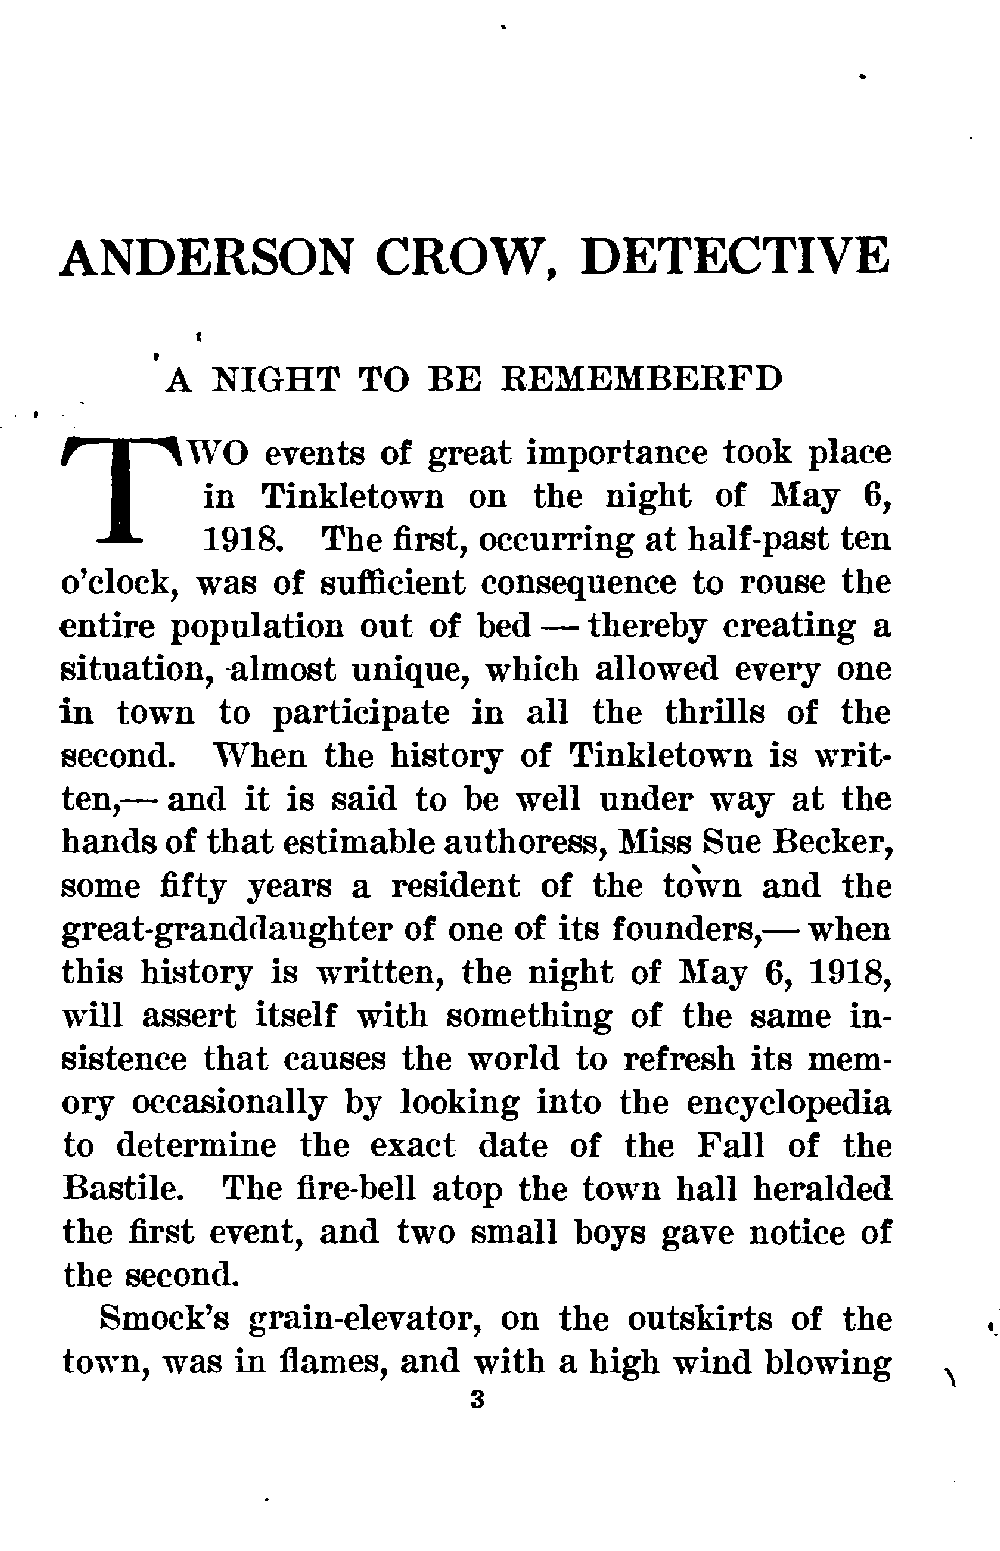 ANDERSON CROW, DETECTIVE
A NIGHT TO BE REMEMBERFD
TWO events of great importance took place
in Tinkletown on the night of May 6,
1918. The first, occurring at half-past ten
o'clock, was of sufficient consequence to rouse the
entire population out of bed — thereby creating a
situation, almost unique, which allowed every one
in town to participate in all the thrills of the
second. When the history of Tinkletown is writ-
ten,— and it is said to be well under way at the
hands of that estimable authoress, Miss Sue Becker,
some fifty years a resident of the town and the
great-granddaughter of one of its founders,— when
this history is written, the night of May 6, 1918,
will assert itself with something of the same in-
sistence that causes the world to refresh its mem-
ory occasionally by looking into the encyclopedia
to determine the exact date of the Fall of the
Bastile. The fire-bell atop the town hall heralded
the first event, and two small boys gave notice of
the second.
Smock's grain-elevator, on the outskirts of the
town, was in flames, and with a high wind blowing
3